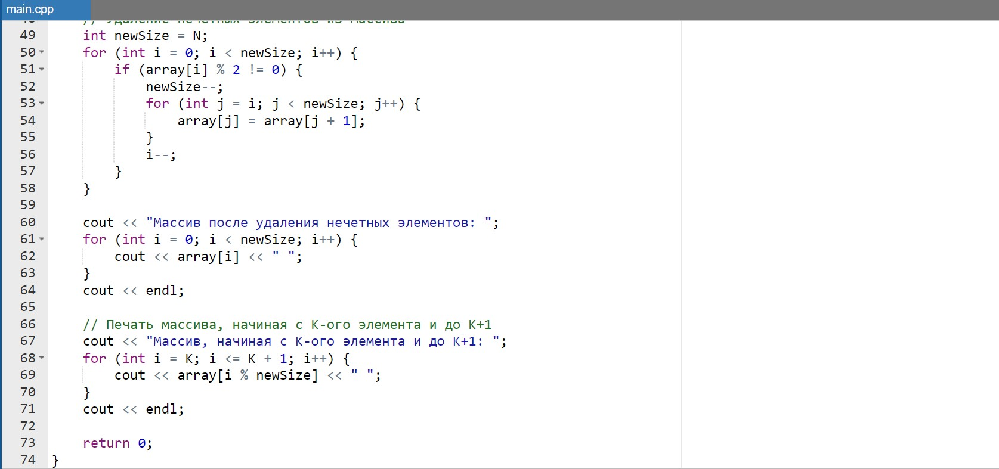 main.cpp
49 int newSize = N;
50 for (int i = 0; i < newSize; i++) {
51 if (array[i] % 2 != 0) {
52 newSize--;
53 for (int j = i; j < newSize; j++) {
54 array[j] = array[j + 1];
55 }
56 i--;
57 }
58 }
59
60 cout << "Массив после удаления нечетных элементов: ";
61 for (int i = 0; i < newSize; i++) {
62 cout << array[i] << " ";
63 }
64 cout << endl;
65
66 // Печать массива, начиная с K-ого элемента и до K+1
67 cout << "Массив, начиная с K-ого элемента и до K+1: ";
68 for (int i = K; i <= K + 1; i++) {
69 cout << array[i % newSize] << " ";
70 }
71 cout << endl;
72
73 return 0;
74 }